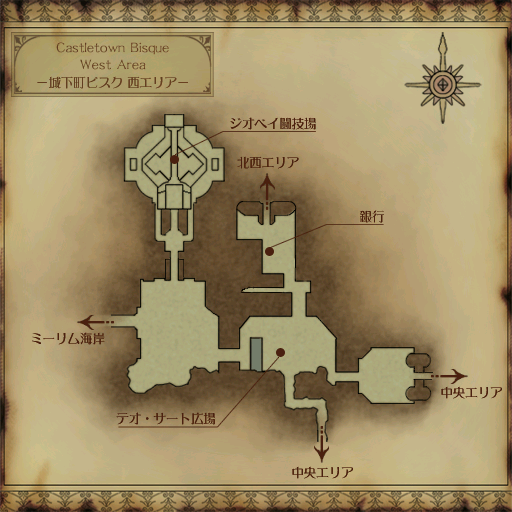 Castletown Bisque
West Area
ー城下町ビスク 西エリアー
ジオベイ闘技場
北西エリア
銀行
ミーリム海岸
中央エリア
テオ・サート広場
中央エリア